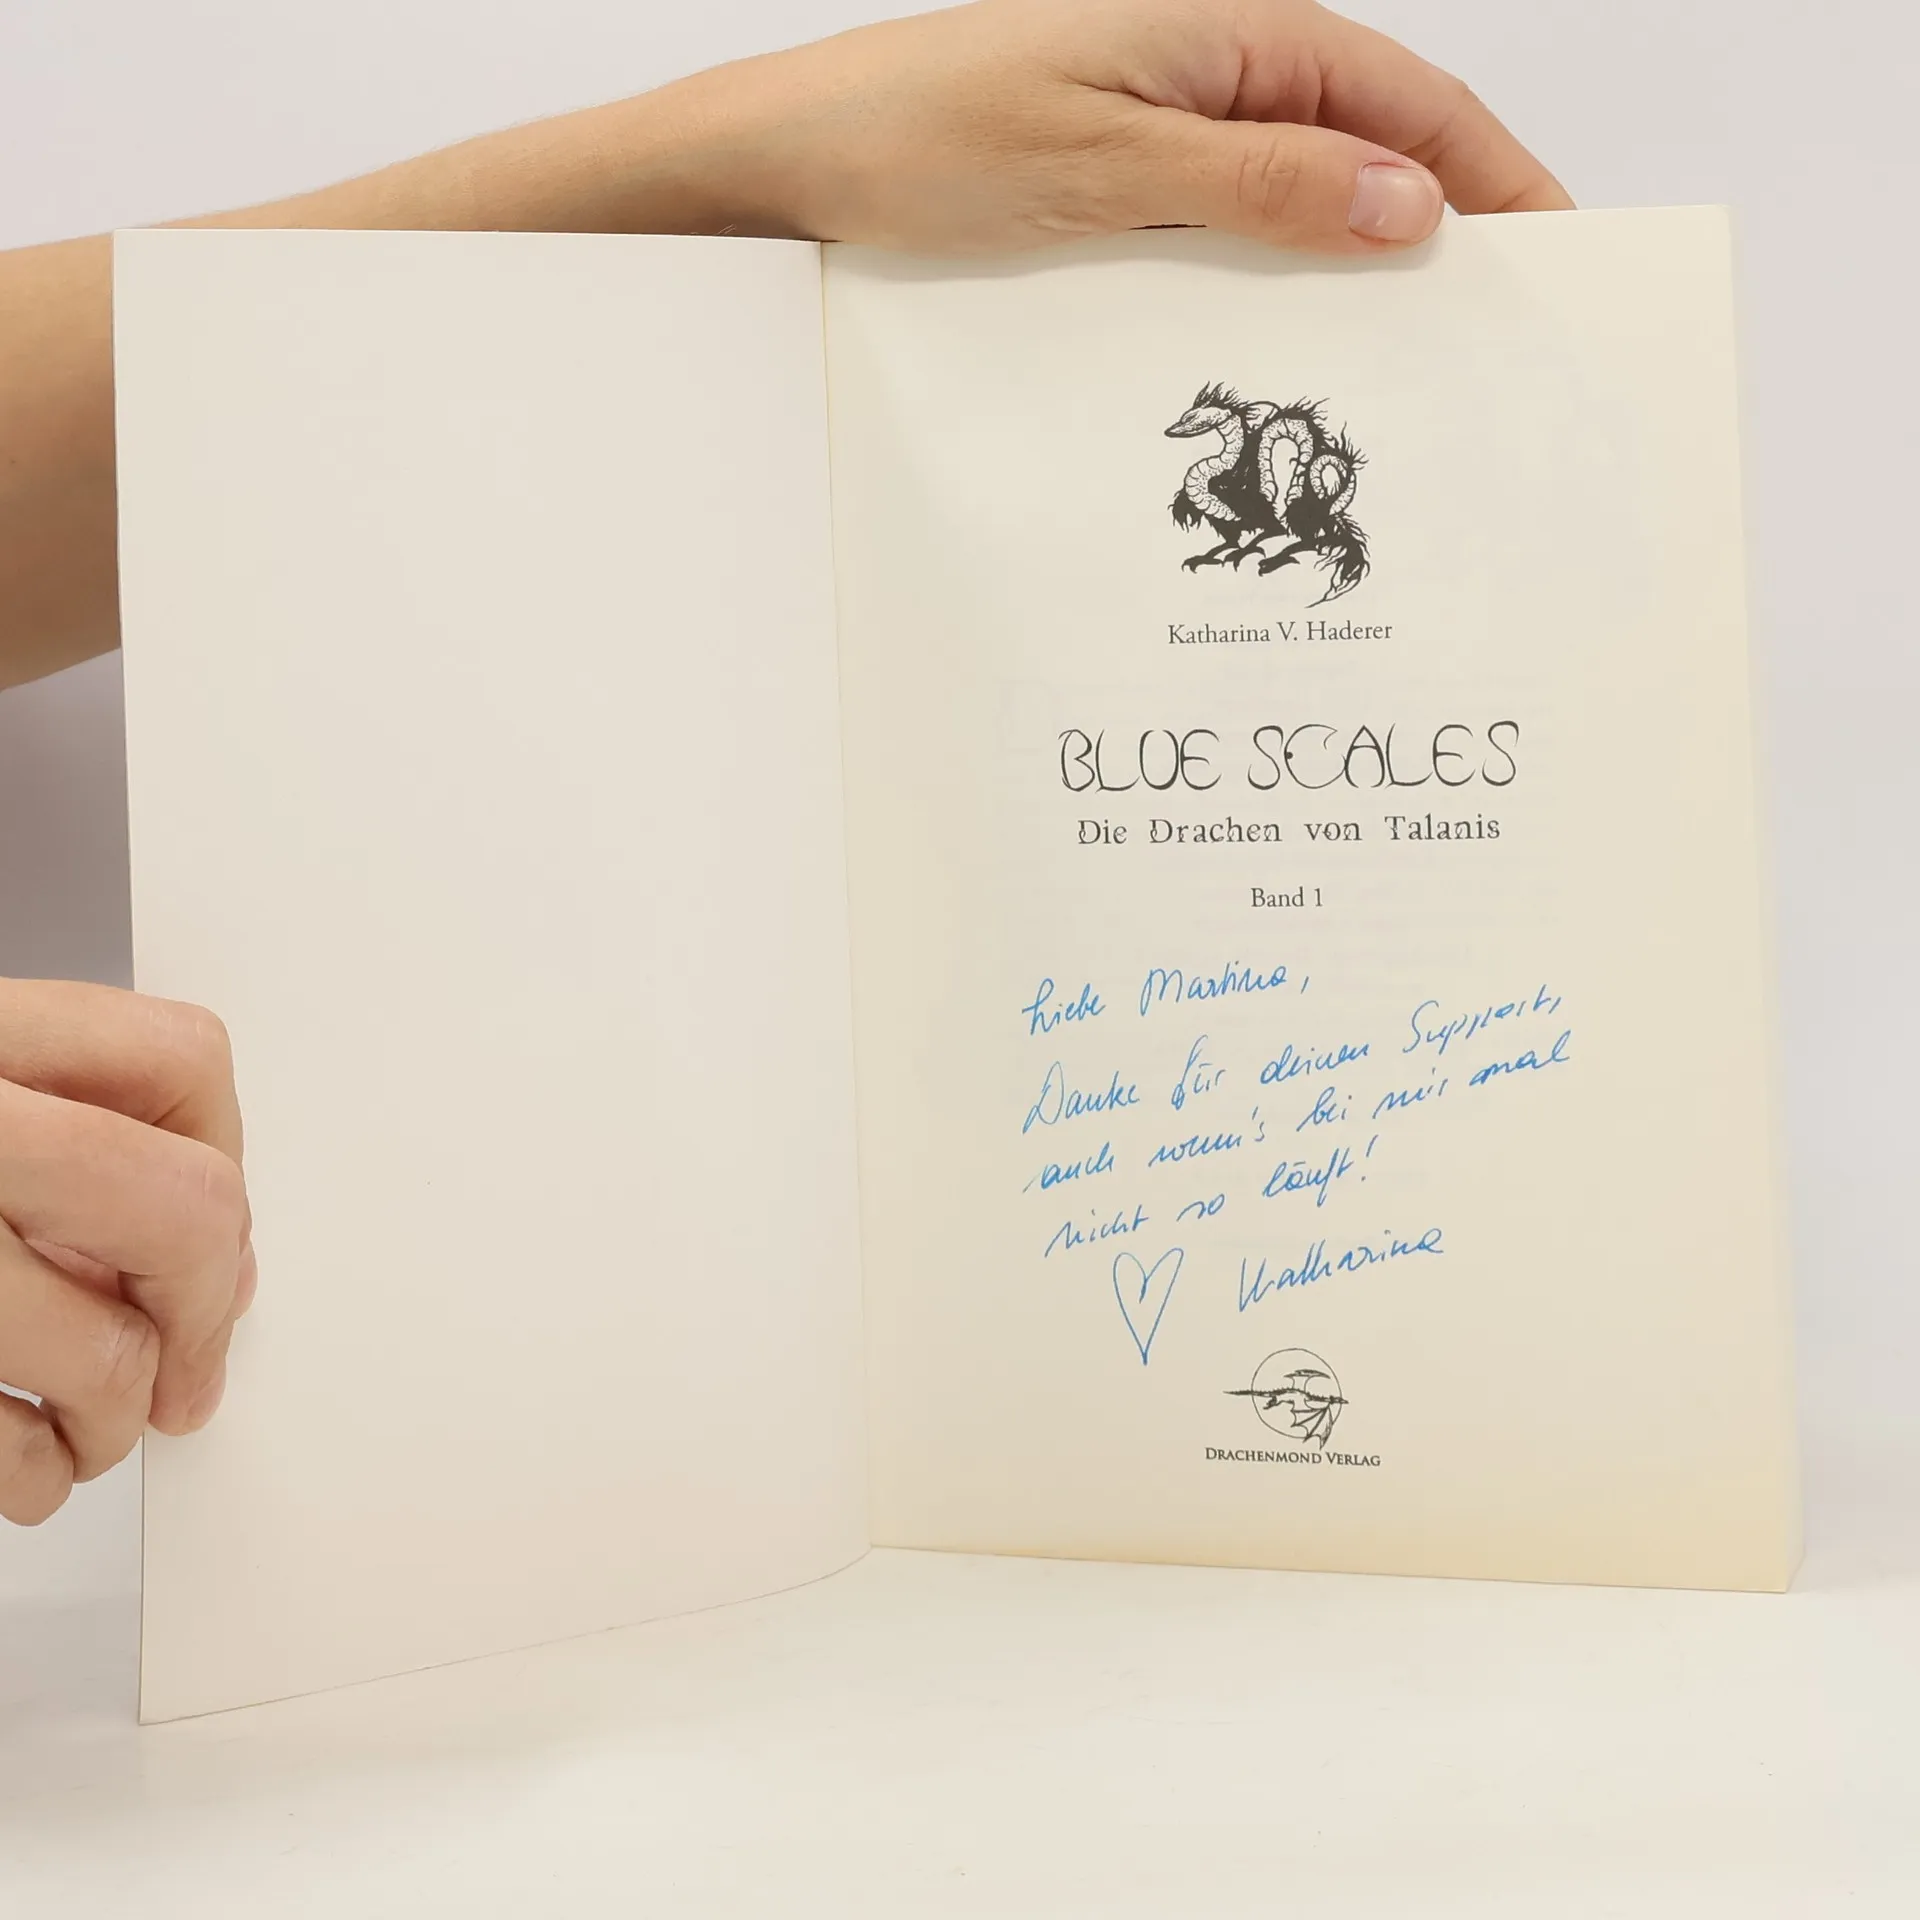 Katharina V. Haderer
BLUE SCALES
Die Drachen von Talanis
Band 1
Liebe Martina,
Danke für deinen Support,
auch wenn's bei mir mal
nicht so läuft!
Katharina
DRACHENMOND VERLAG